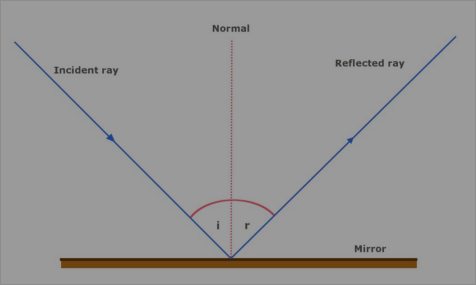 Normal
Incident ray
Reflected ray
i
r
Mirror